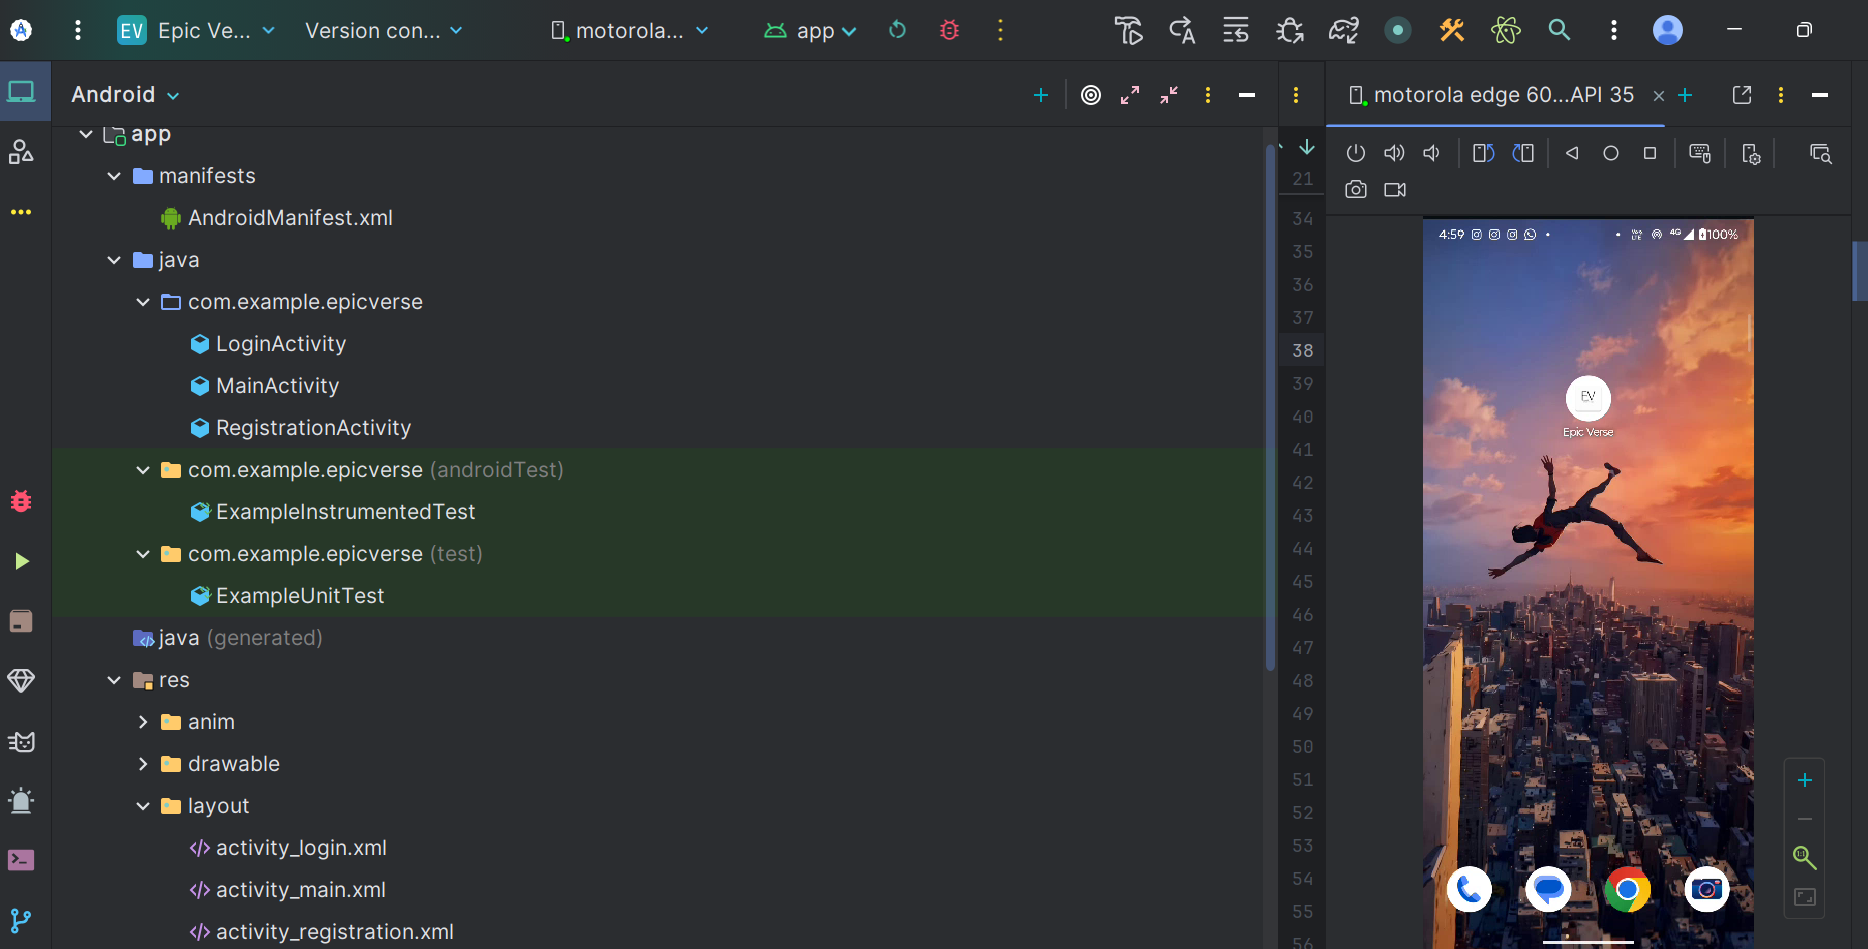 EV Epic Ve... Version con... motorola... app
Android
motorola edge 60...API 35
app
manifests
AndroidManifest.xml
java
com.example.epicverse
LoginActivity
MainActivity
RegistrationActivity
com.example.epicverse (androidTest)
ExampleInstrumentedTest
com.example.epicverse (test)
ExampleUnitTest
java (generated)
res
anim
drawable
layout
activity_login.xml
activity_main.xml
activity_registration.xml
21
34
35
36
37
38
39
40
41
42
43
44
45
46
47
48
49
50
51
52
53
54
55
56
4:59 4G 100%
EV
Epic Verse
1:1